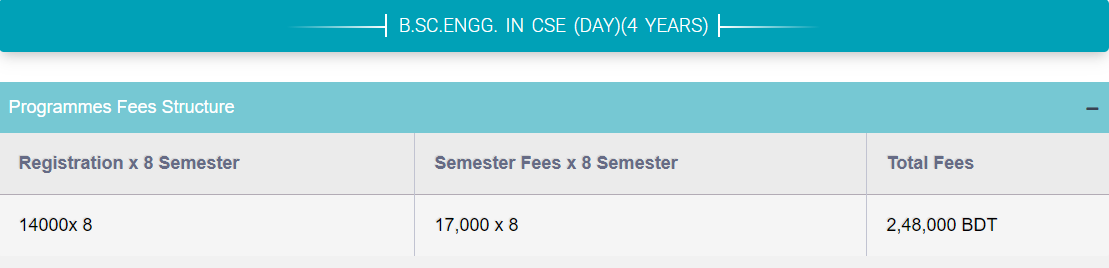 B.SC.ENGG. IN CSE (DAY)(4 YEARS)
Programmes Fees Structure
Registration x 8 Semester Semester Fees x 8 Semester Total Fees
14000x 8 17,000 x 8 2,48,000 BDT